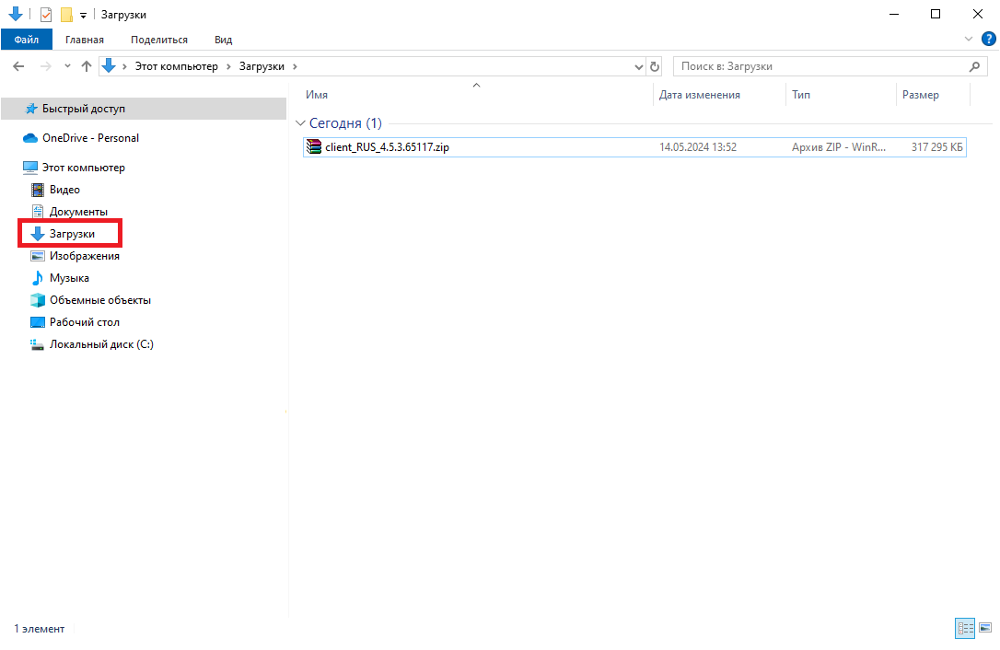 Загрузки
Файл Главная Поделиться Вид
Этот компьютер Загрузки Поиск в: Загрузки
Имя Дата изменения Тип Размер
Быстрый доступ
OneDrive - Personal
Этот компьютер
Видео
Документы
Загрузки
Изображения
Музыка
Объемные объекты
Рабочий стол
Локальный диск (C:)
Сегодня (1)
client_RUS_4.5.3.65117.zip 14.05.2024 13:52 Архив ZIP - WinR... 317 295 КБ
1 элемент